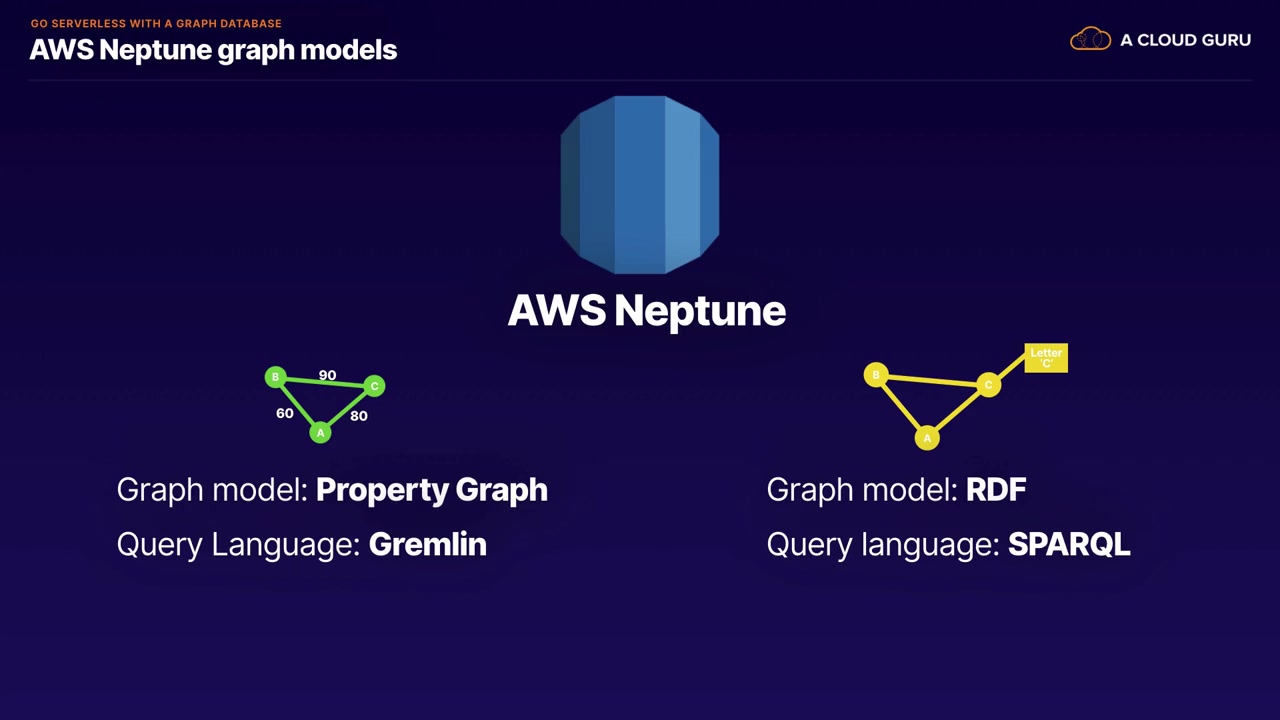 GO SERVERLESS WITH A GRAPH DATABASE
AWS Neptune graph models
A CLOUD GURU
AWS Neptune
B
90
C
60
80
A
Graph model: Property Graph
Query Language: Gremlin
Letter
'C'
B
C
A
Graph model: RDF
Query language: SPARQL